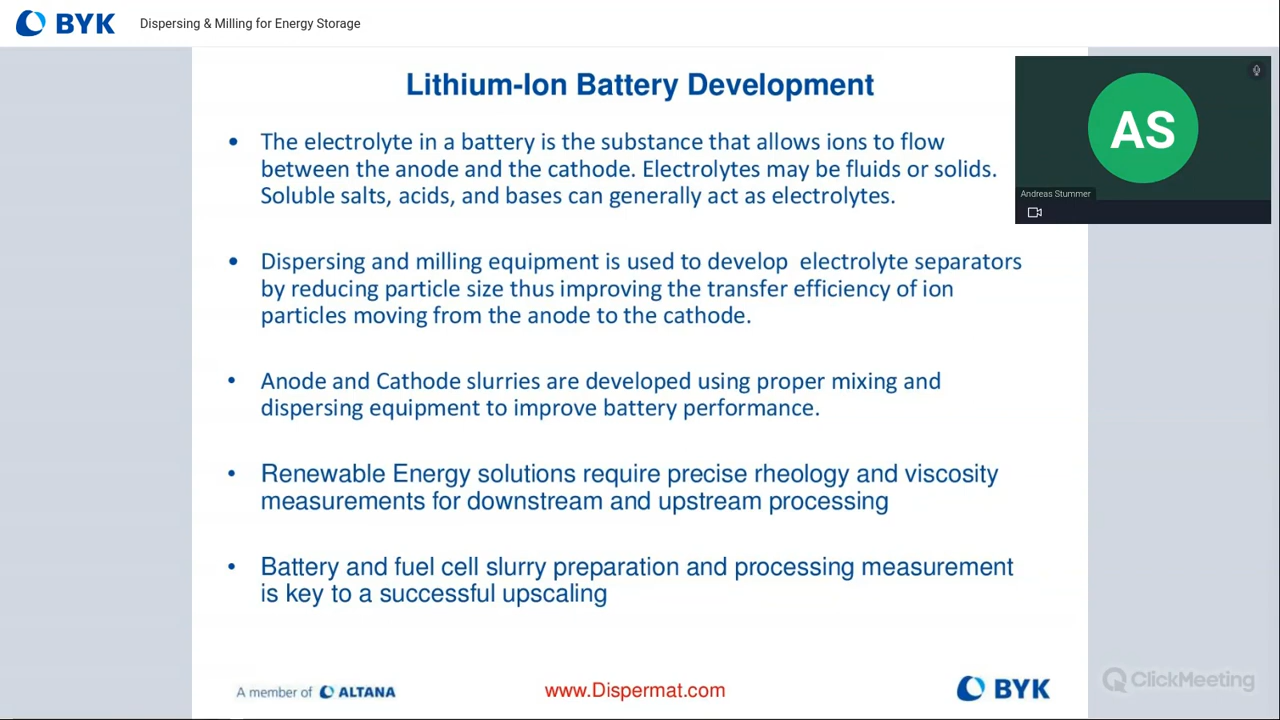 BYK
Dispersing & Milling for Energy Storage
Lithium-Ion Battery Development
• The electrolyte in a battery is the substance that allows ions to flow
between the anode and the cathode. Electrolytes may be fluids or solids.
Soluble salts, acids, and bases can generally act as electrolytes.
• Dispersing and milling equipment is used to develop  electrolyte separators
by reducing particle size thus improving the transfer efficiency of ion
particles moving from the anode to the cathode.
• Anode and Cathode slurries are developed using proper mixing and
dispersing equipment to improve battery performance.
• Renewable Energy solutions require precise rheology and viscosity
measurements for downstream and upstream processing
• Battery and fuel cell slurry preparation and processing measurement
is key to a successful upscaling
AS
Andreas Stummer
A member of ALTANA
www.Dispermat.com
BYK
ClickMeeting